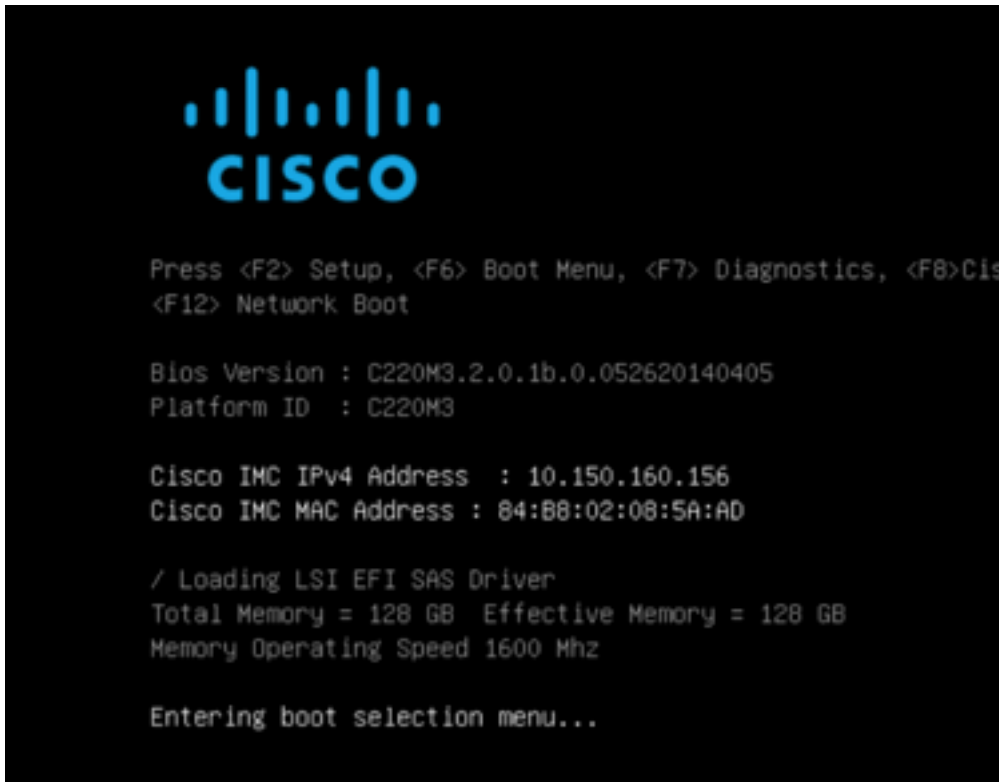 CISCO
Press <F2> Setup, <F6> Boot Menu, <F7> Diagnostics, <F8>Cis
<F12> Network Boot
Bios Version : C220M3.2.0.1b.0.052620140405
Platform ID  : C220M3
Cisco IMC IPv4 Address  : 10.150.160.156
Cisco IMC MAC Address : 84:B8:02:08:5A:AD
/ Loading LSI EFI SAS Driver
Total Memory = 128 GB  Effective Memory = 128 GB
Memory Operating Speed 1600 Mhz
Entering boot selection menu...